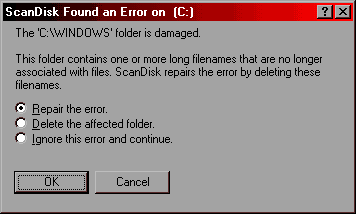 ScanDisk Found an Error on  (C:)
The 'C:\WINDOWS' folder is damaged.
This folder contains one or more long filenames that are no longer
associated with files. ScanDisk repairs the error by deleting these
filenames.
Repair the error.
Delete the affected folder.
Ignore this error and continue.
OK
Cancel